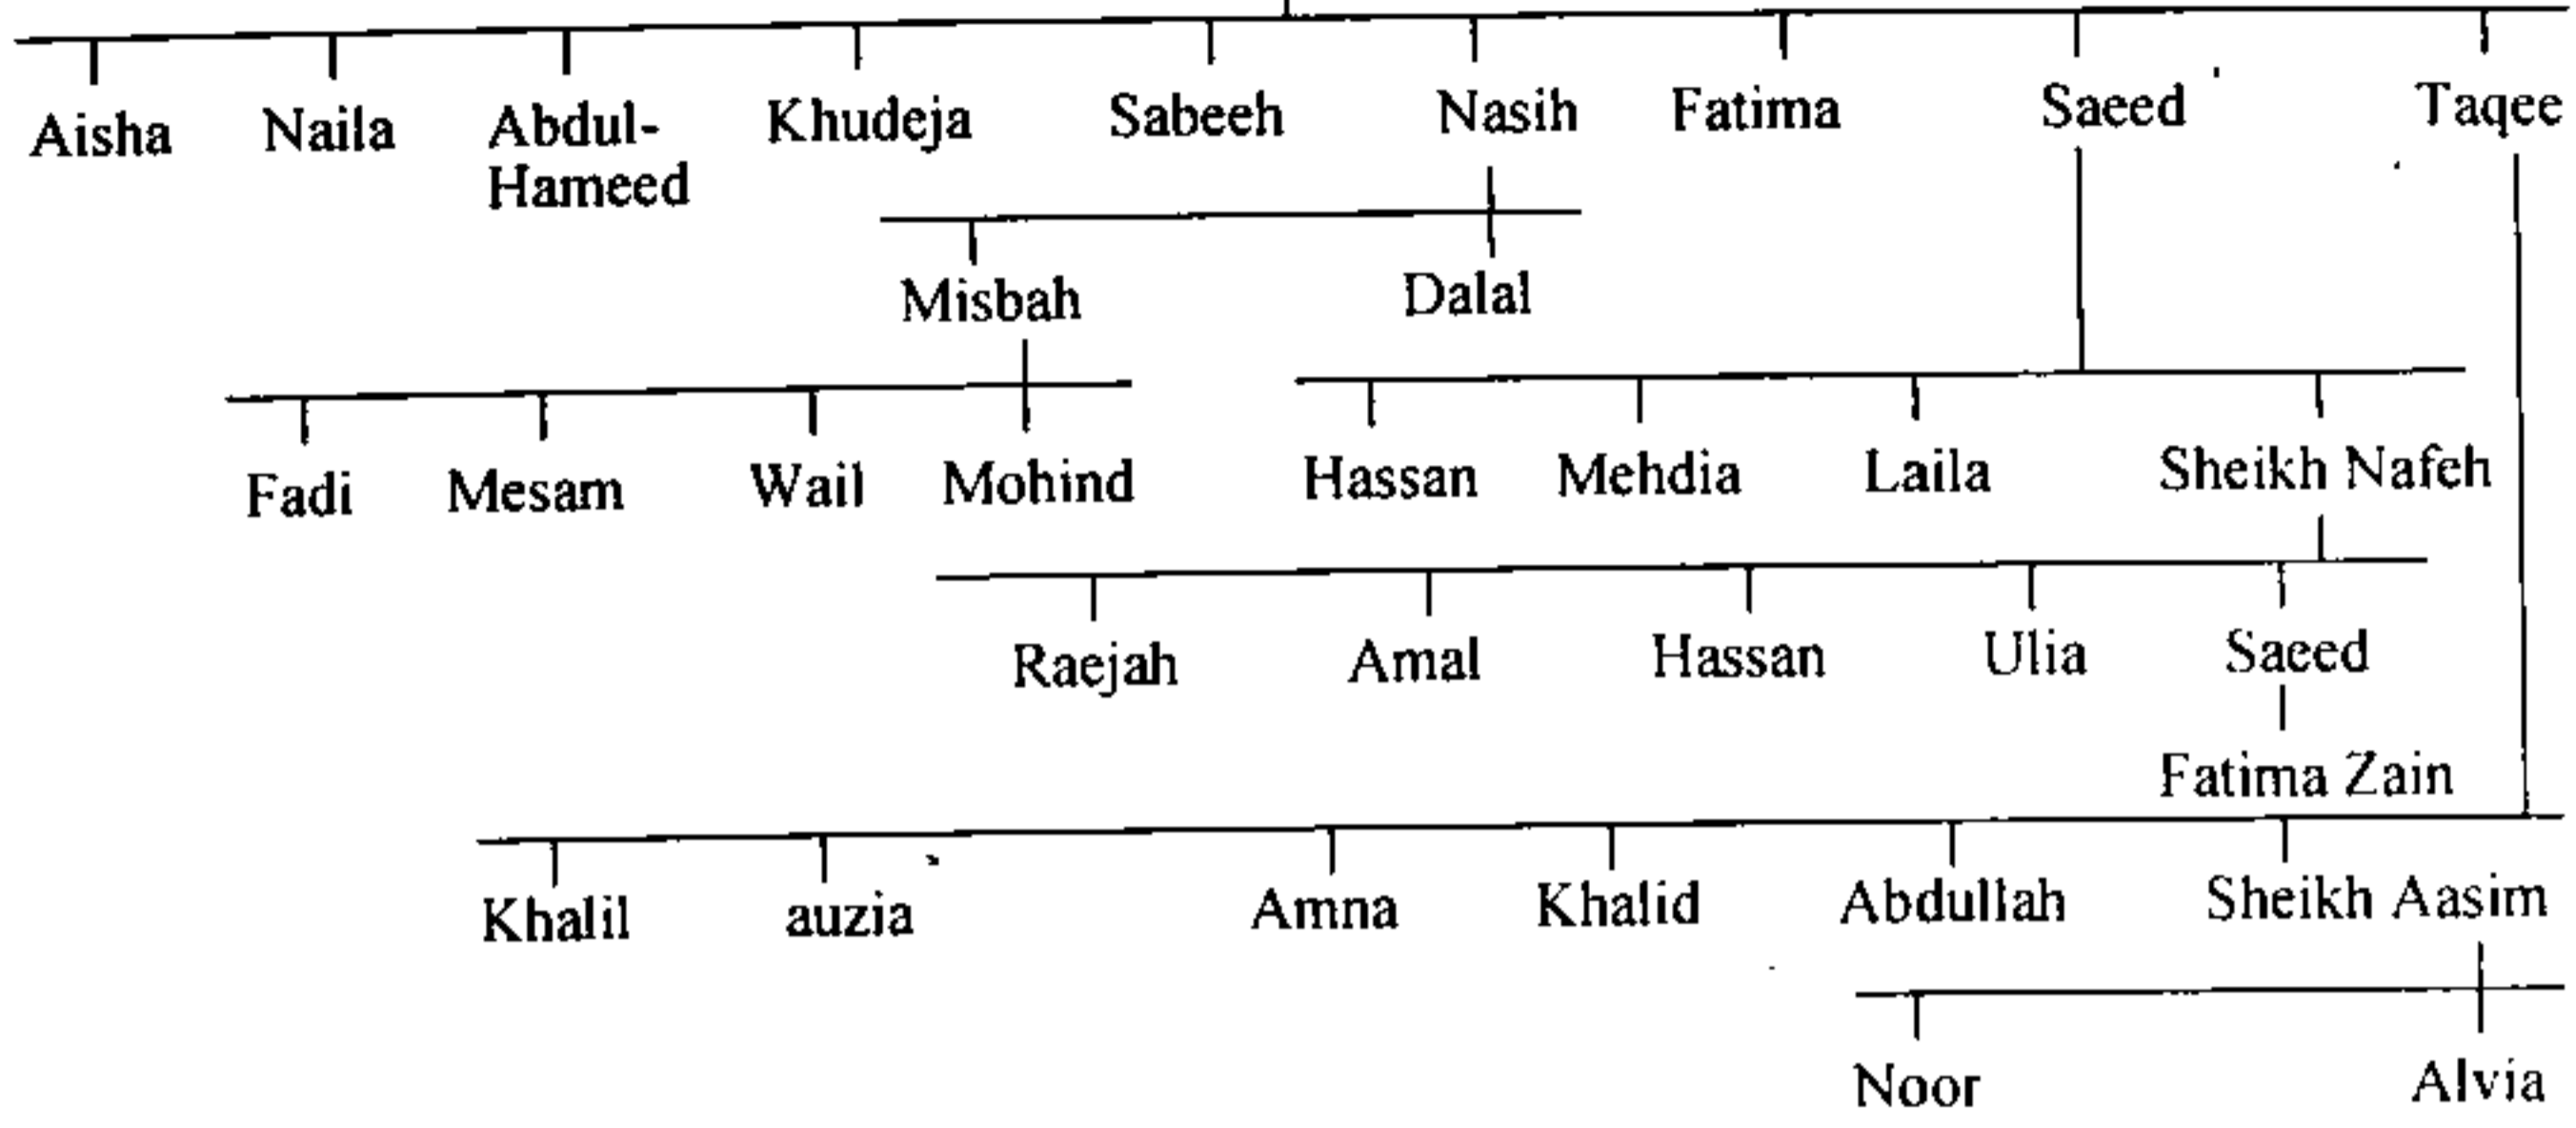 Aisha Naila Abdul-Hameed Khudeja Sabeeh Nasih Fatima Saeed Taqee
Misbah Dalal
Fadi Mesam Wail Mohind Hassan Mehdia Laila Sheikh Nafeh
Raejah Amal Hassan Ulia Saeed
Fatima Zain
Khalil auzia Amna Khalid Abdullah Sheikh Aasim
Noor Alvia